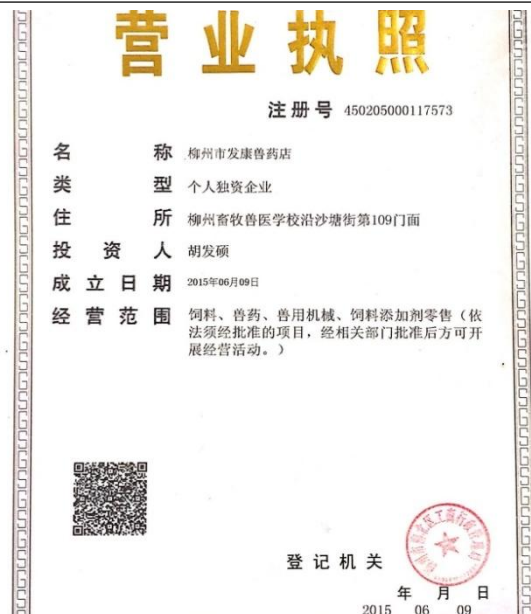 营业执照
注册号 450205000117573
名称 柳州市发康兽药店
类型 个人独资企业
住所 柳州畜牧兽医学校沿沙塘街第109门面
投资人 胡发硕
成立日期 2015年06月09日
经营范围 饲料、兽药、兽用机械、饲料添加剂零售（依
法须经批准的项目，经相关部门批准后方可开
展经营活动。）
登记机关
年 月 日
2015 06 09